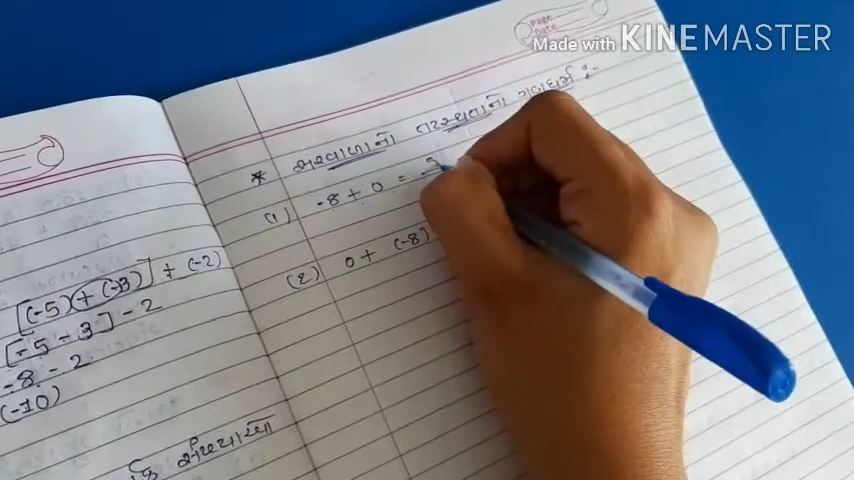 Made with KINEMASTER
Page
Date
* સરવાળાનો તટસ્થતાનો ગુણધર્મ :-
(1) -8 + 0 =
(2) 0 + (-8)
[(-5) + (-3)] + (-2)
[-5 - 3] - 2
-8 - 2
(-10)